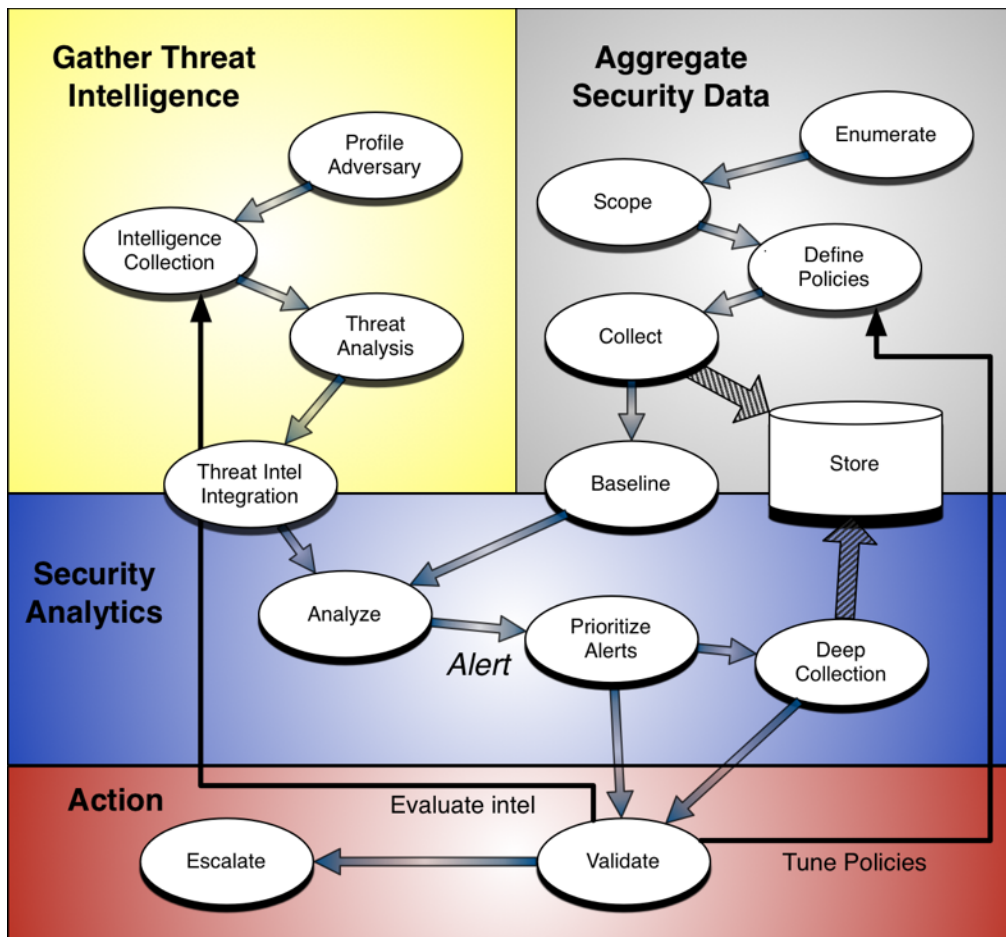 Gather Threat
Intelligence
Profile
Adversary
Intelligence
Collection
Threat
Analysis
Threat Intel
Integration
Aggregate
Security Data
Enumerate
Scope
Define
Policies
Collect
Store
Baseline
Security
Analytics
Analyze
Alert
Prioritize
Alerts
Deep
Collection
Action
Evaluate intel
Escalate
Validate
Tune Policies